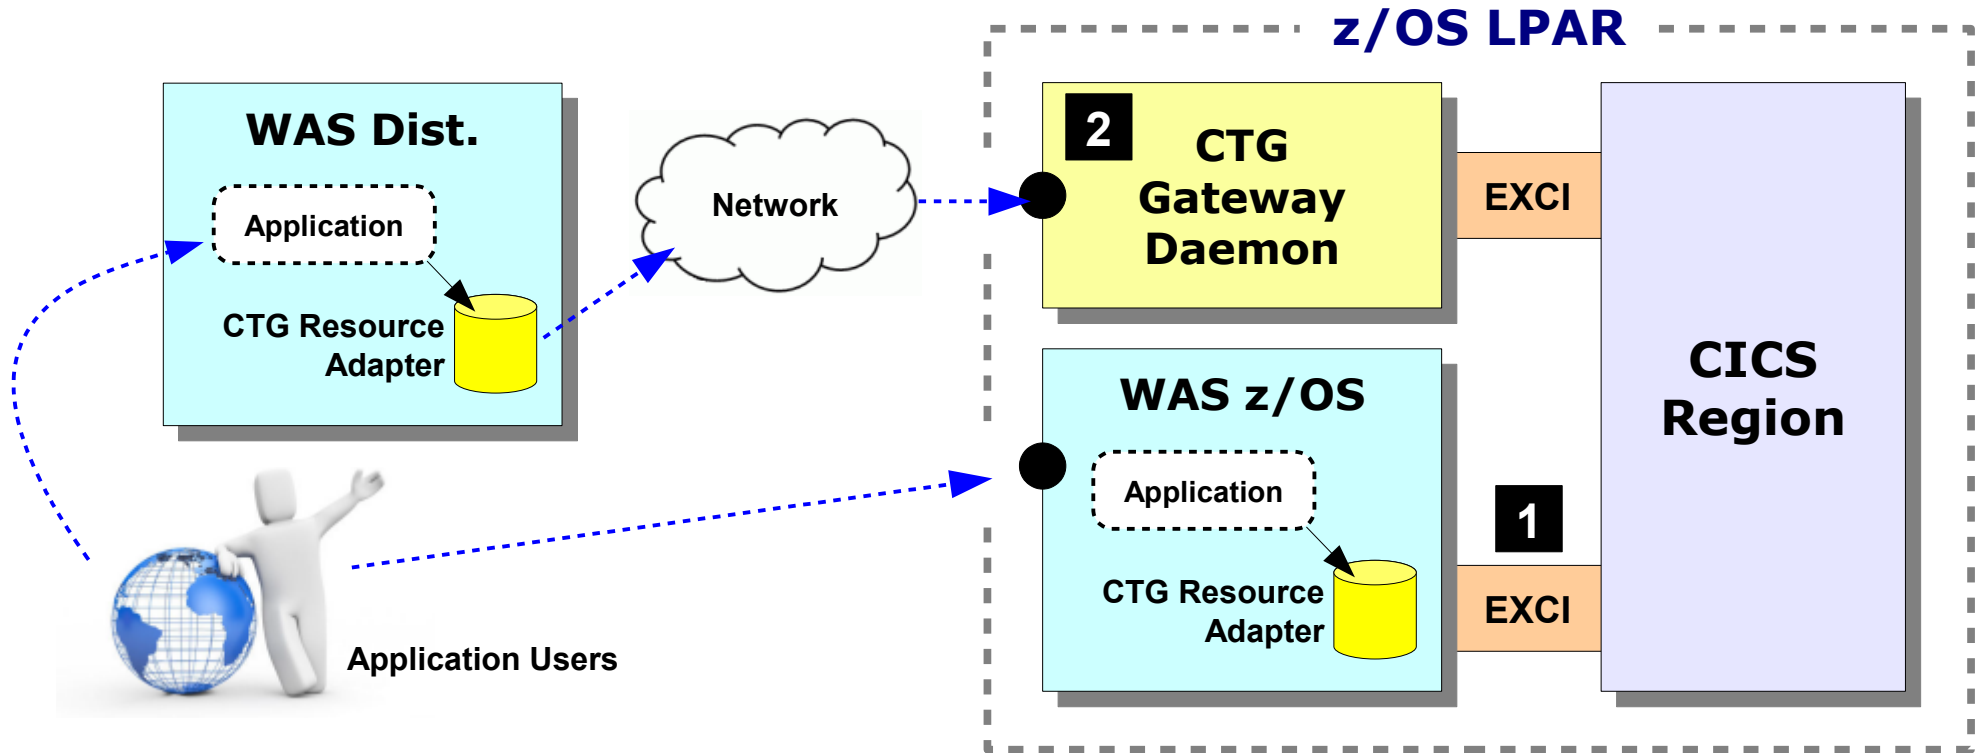 z/OS LPAR
WAS Dist.
Application
CTG Resource
Adapter
Network
2
CTG
Gateway
Daemon
EXCI
CICS
Region
WAS z/OS
Application
CTG Resource
Adapter
1
EXCI
Application Users